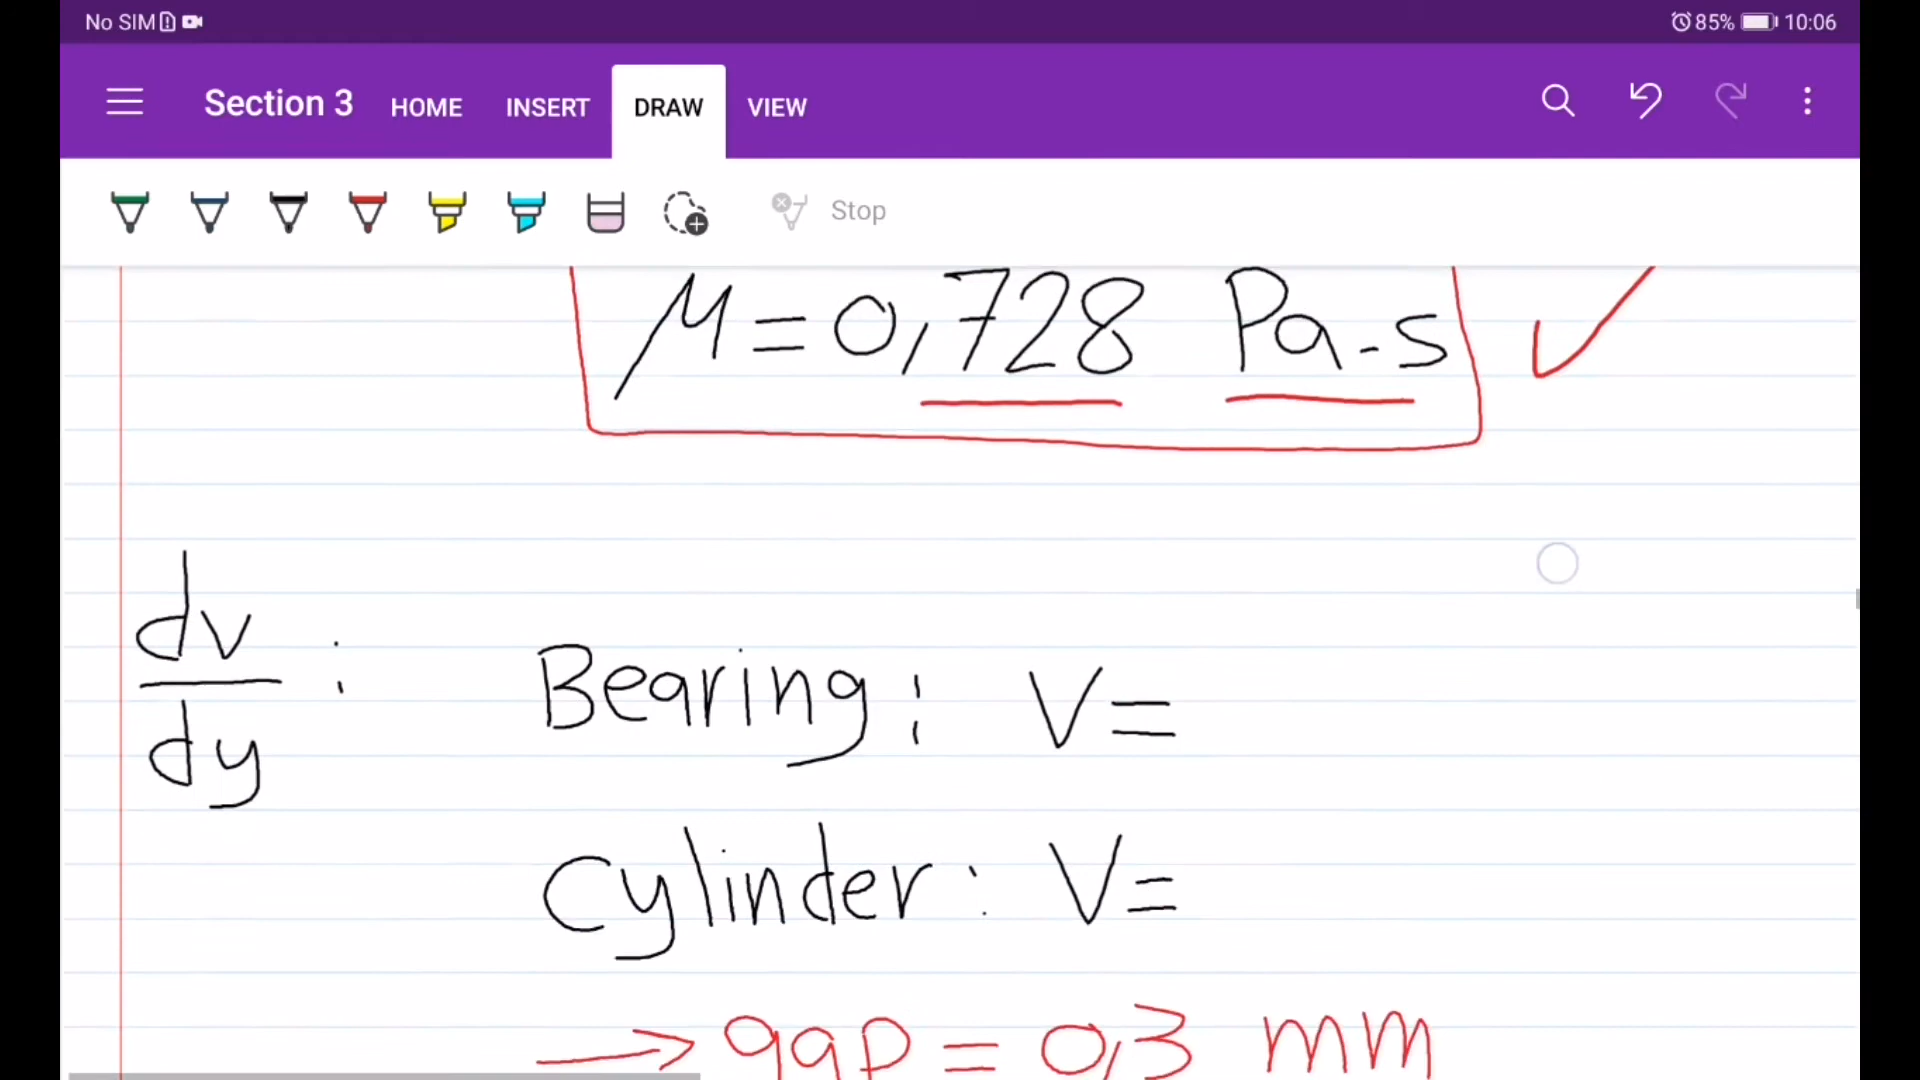 No SIM 85% 10:06
Section 3 HOME INSERT DRAW VIEW
Stop
μ = 0,728 Pa-s
dv/dy : Bearing : V=
Cylinder : V=
→ gap = 0,3 mm